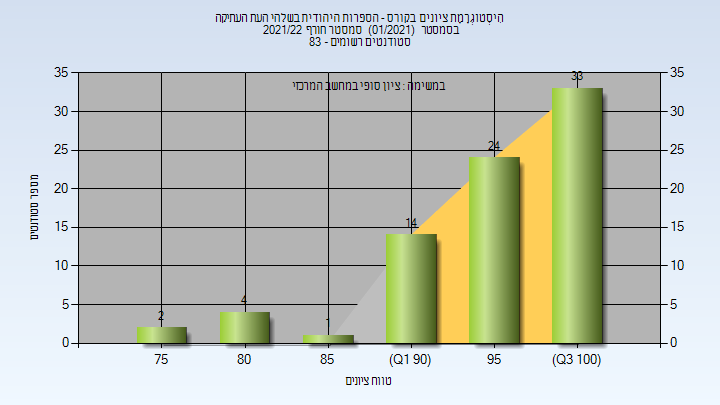 היסטוגרמת ציונים בקורס - הספרות היהודית בשלהי העת העתיקה
בסמסטר (01/2021) סמסטר חורף 2021/22
סטודנטים רשומים - 83
במשימה : ציון סופי במחשב המרכזי
מספר סטודנטים
35 35
30 30
25 25
20 20
15 15
10 10
5 5
0 0
2 4 1 14 24 33
75 80 85 (Q1 90) 95 (Q3 100)
טווח ציונים